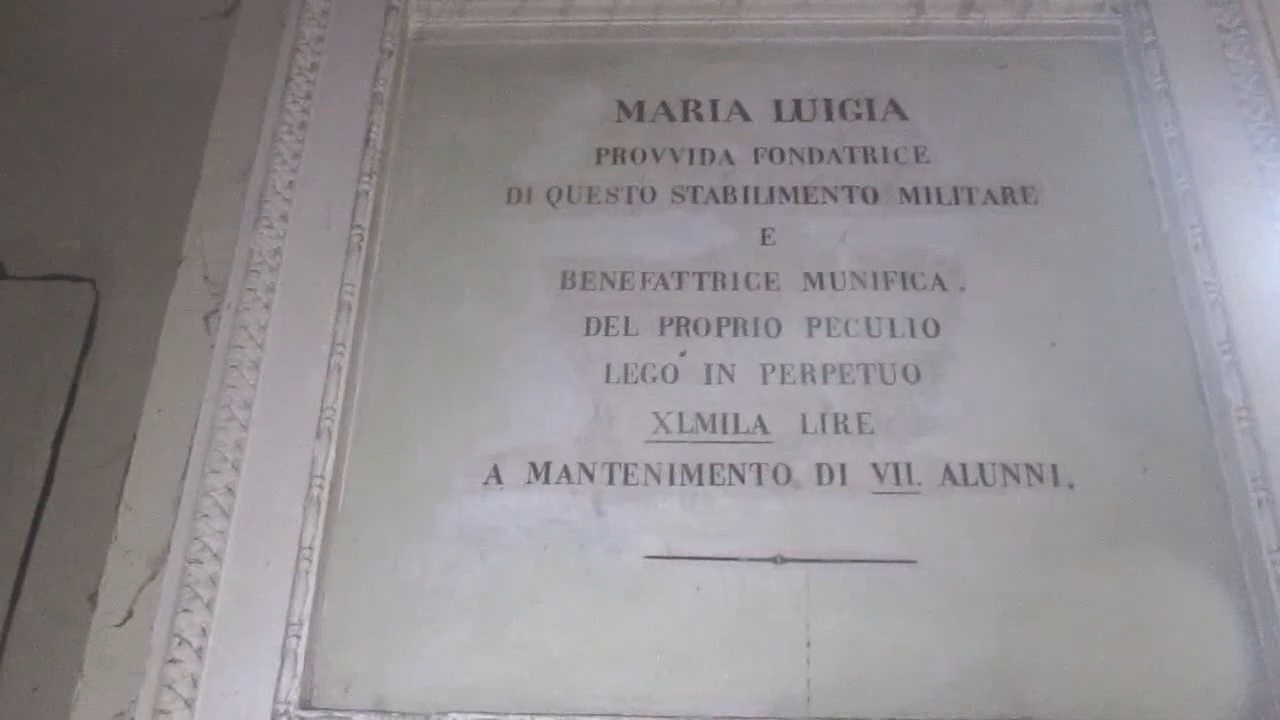 MARIA LUIGIA
PROVVIDA FONDATRICE
DI QUESTO STABILIMENTO MILITARE
E
BENEFATTRICE MUNIFICA.
DEL PROPRIO PECULIO
LEGO' IN PERPETUO
XLMILA LIRE
A MANTENIMENTO DI VII. ALUNNI.